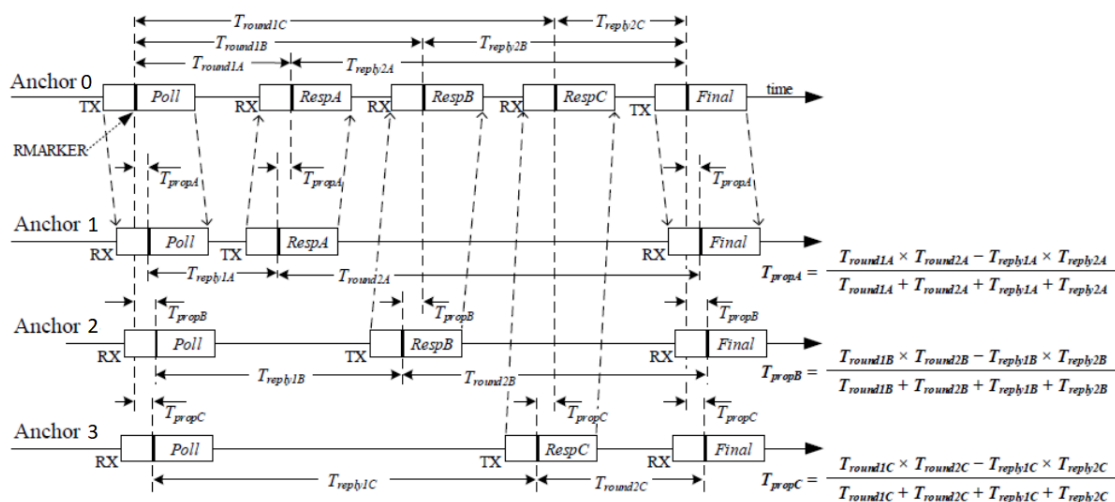 T_round1C T_reply2C
T_round1B T_reply2B
T_round1A T_reply2A
Anchor 0 TX Poll RX RespA RX RespB RX RespC TX Final time
RMARKER
T_propA T_propA T_propA
Anchor 1
RX Poll TX RespA RX Final
T_reply1A T_round2A
T_propA = (T_round1A × T_round2A − T_reply1A × T_reply2A) / (T_round1A + T_round2A + T_reply1A + T_reply2A)
T_propB T_propB T_propB
Anchor 2
RX Poll TX RespB RX Final
T_reply1B T_round2B
T_propB = (T_round1B × T_round2B − T_reply1B × T_reply2B) / (T_round1B + T_round2B + T_reply1B + T_reply2B)
T_propC T_propC T_propC
Anchor 3
RX Poll TX RespC RX Final
T_reply1C T_round2C
T_propC = (T_round1C × T_round2C − T_reply1C × T_reply2C) / (T_round1C + T_round2C + T_reply1C + T_reply2C)